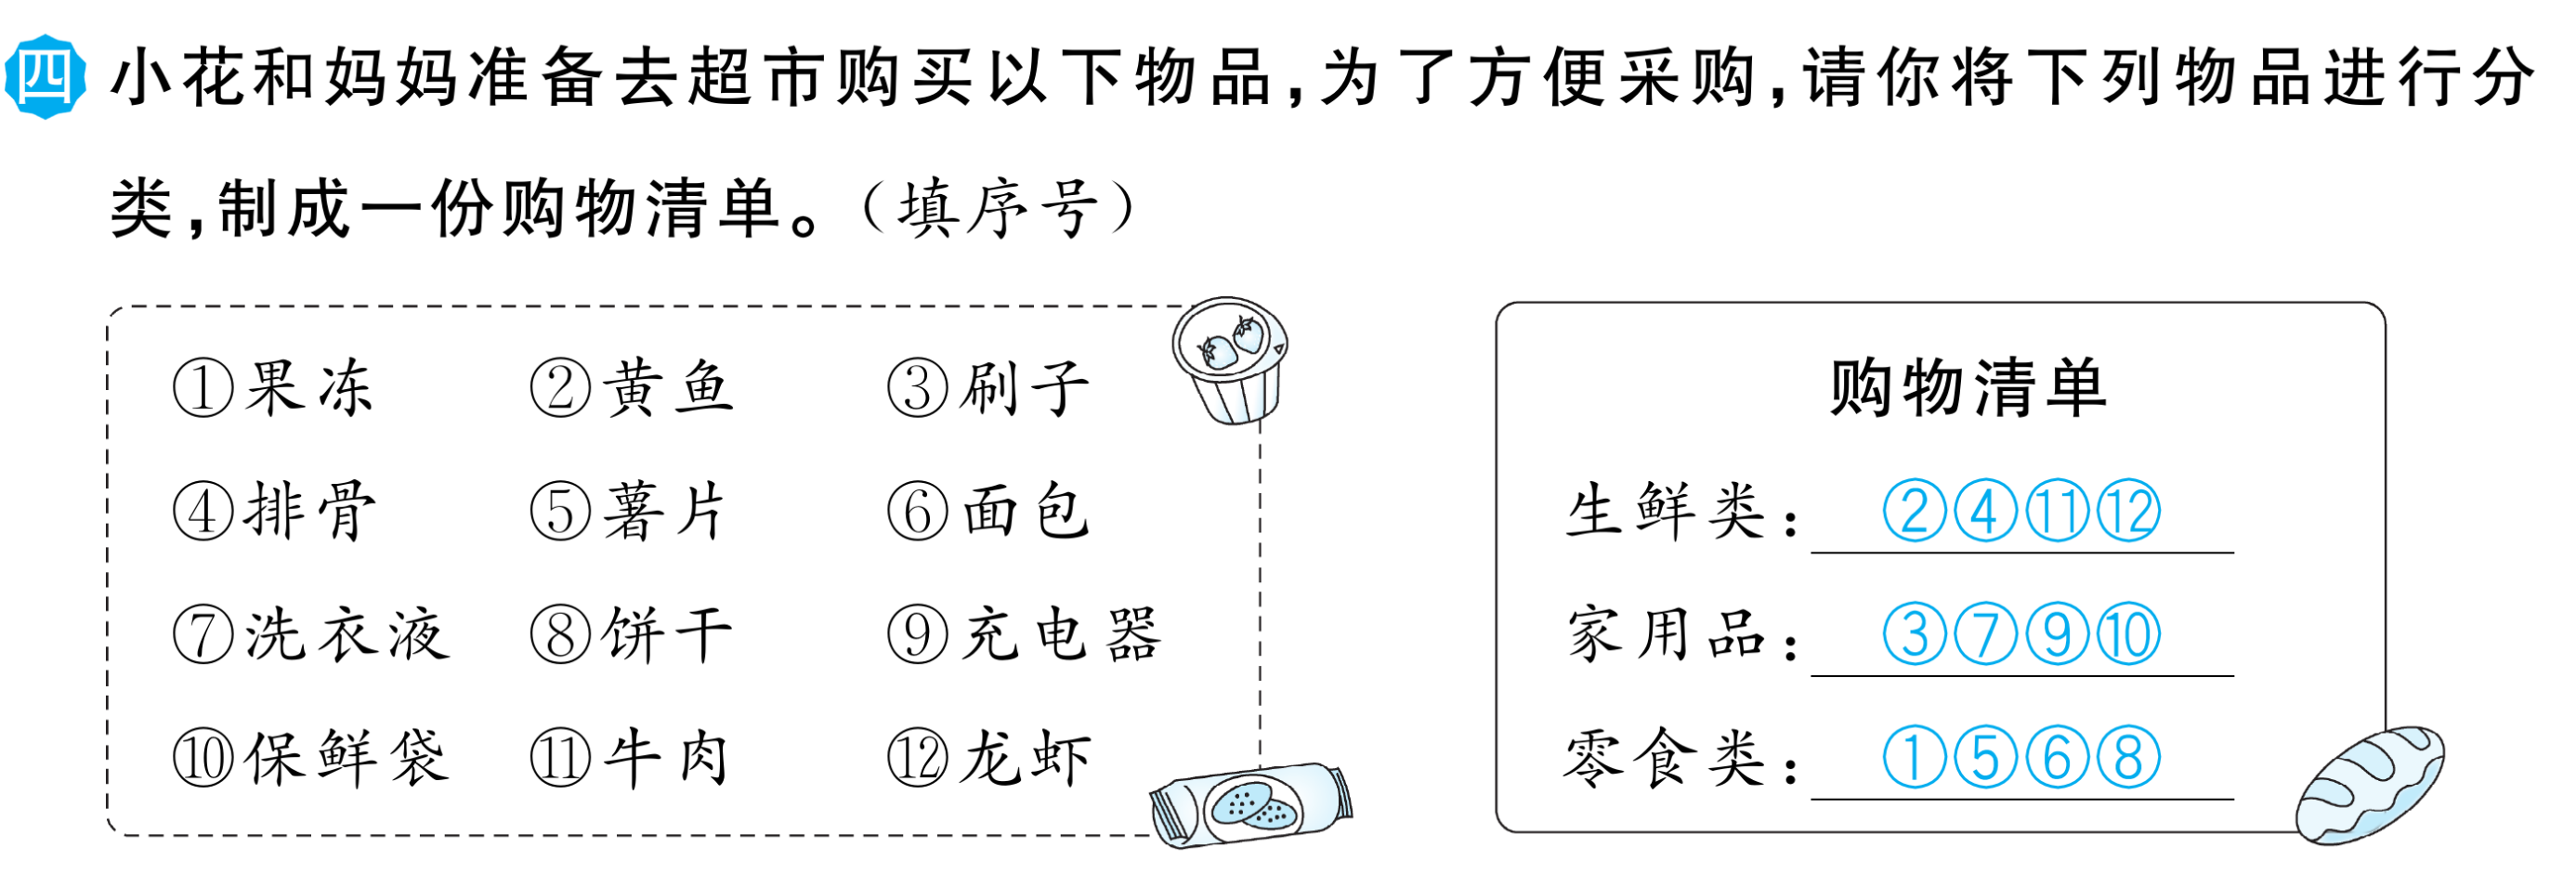 四 小花和妈妈准备去超市购买以下物品,为了方便采购,请你将下列物品进行分
类,制成一份购物清单。(填序号)
①果冻 ②黄鱼 ③刷子
④排骨 ⑤薯片 ⑥面包
⑦洗衣液 ⑧饼干 ⑨充电器
⑩保鲜袋 ⑪牛肉 ⑫龙虾
购物清单
生鲜类:②④⑪⑫
家用品:③⑦⑨⑩
零食类:①⑤⑥⑧